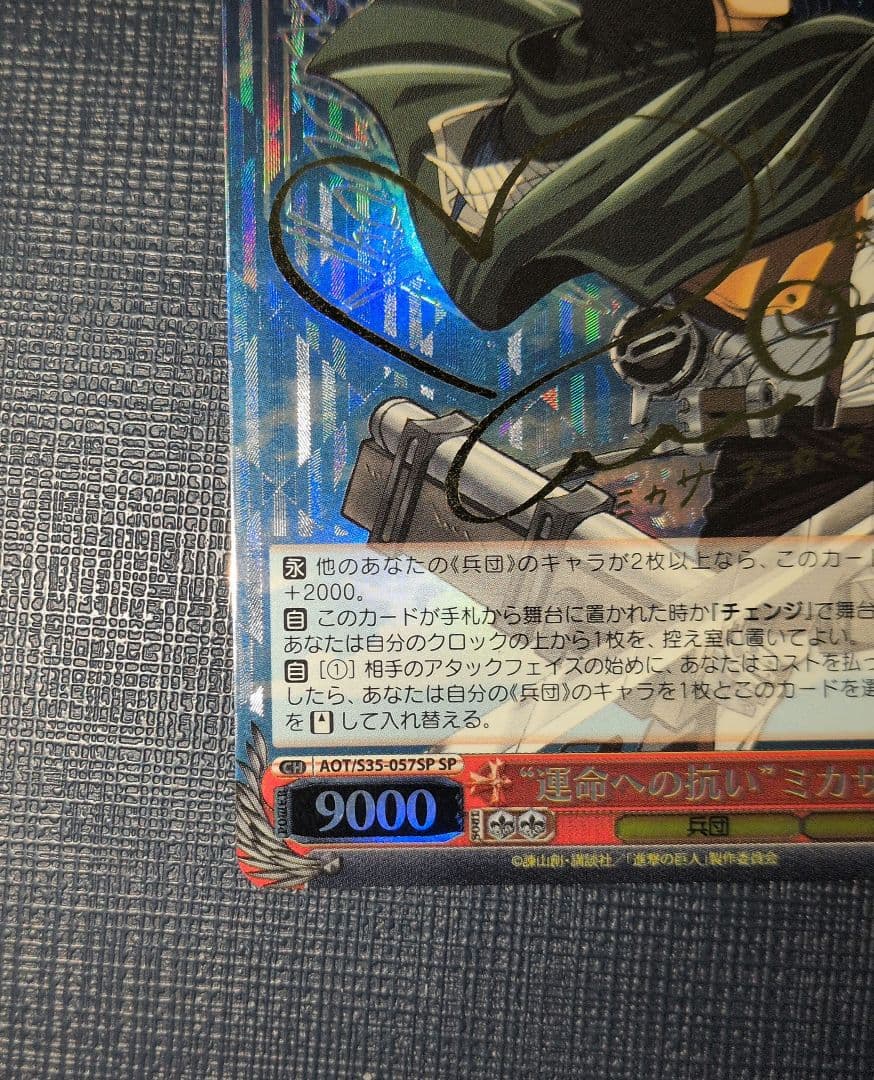 ミカサ・アッ
永 他のあなたの《兵団》のキャラが2枚以上なら、このカー
+2000。
自 このカードが手札から舞台に置かれた時か『チェンジ』で舞台
あなたは自分のクロックの上から1枚を、控え室に置いてよい。
自 [①] 相手のアタックフェイズの始めに、あなたはコストを払っ
したら、あなたは自分の《兵団》のキャラを1枚とこのカードを選
を して入れ替える。
CH AOT/S35-057SP SP
“運命への抗い”ミカサ
POWER 9000 SOUL 兵団
©諫山創・講談社／「進撃の巨人」製作委員会